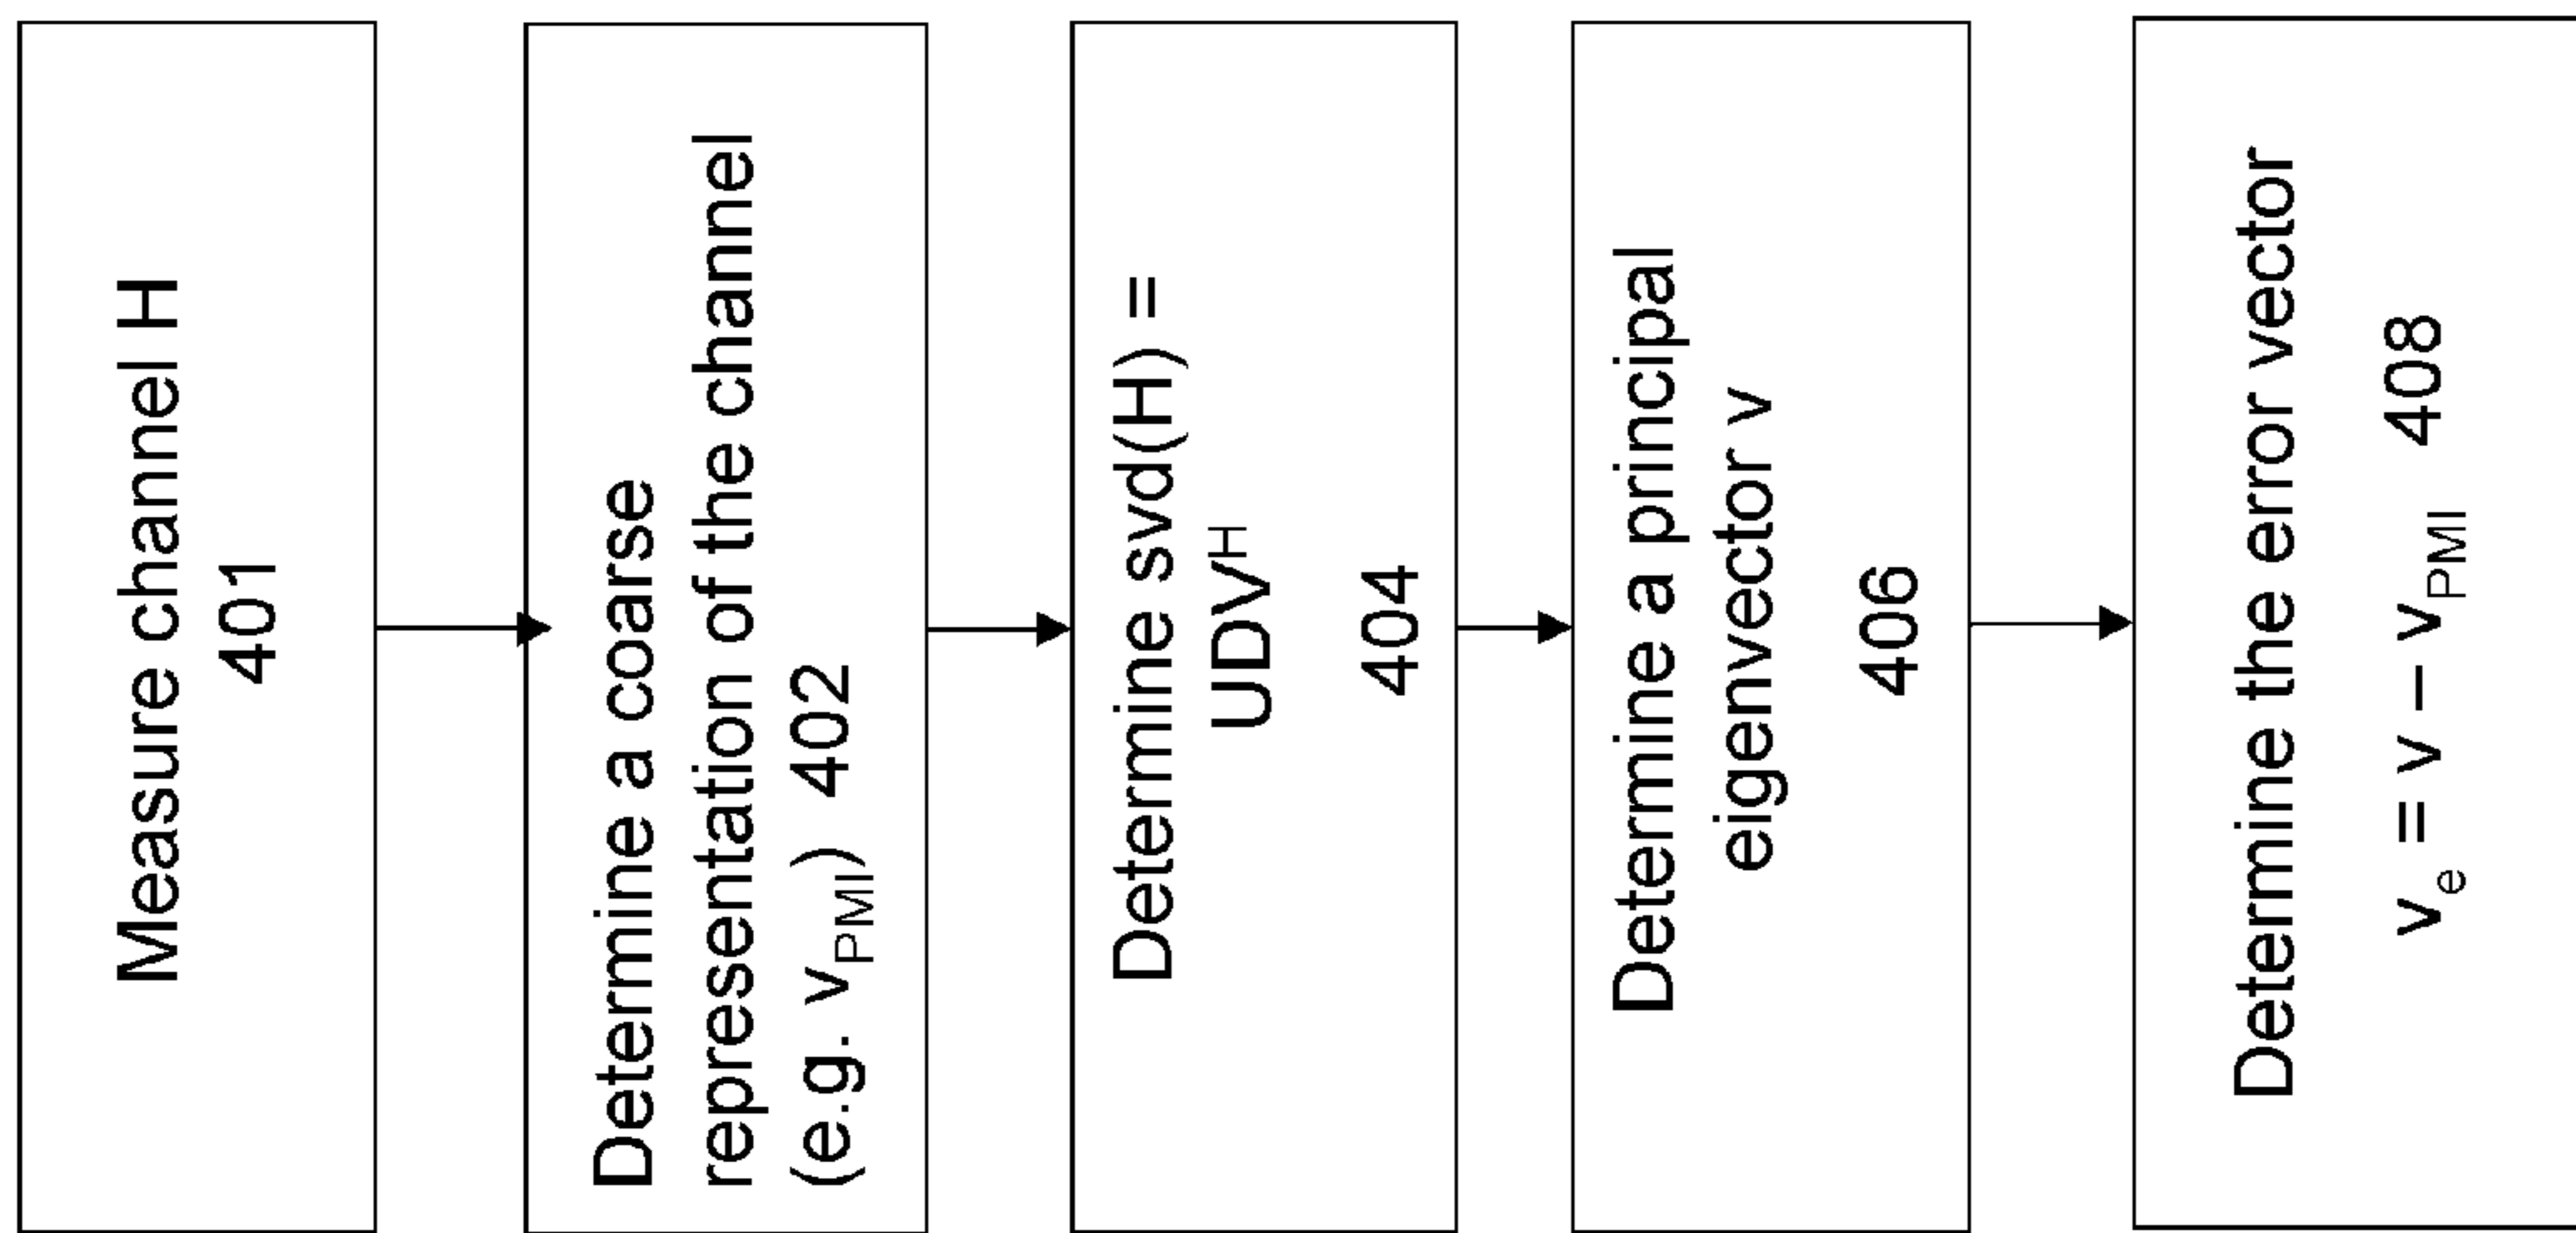 Measure channel H
401
Determine a coarse
representation of the channel
(e.g. v_PMI) 402
Determine svd(H) =
UDV^H
404
Determine a principal
eigenvector v
406
Determine the error vector
v_e = v – v_PMI 408